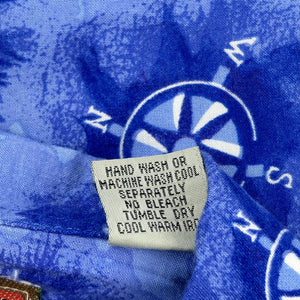 HAND WASH OR
MACHINE WASH COOL
SEPARATELY
NO BLEACH
TUMBLE DRY
COOL WARM IRO
W
N
S
N